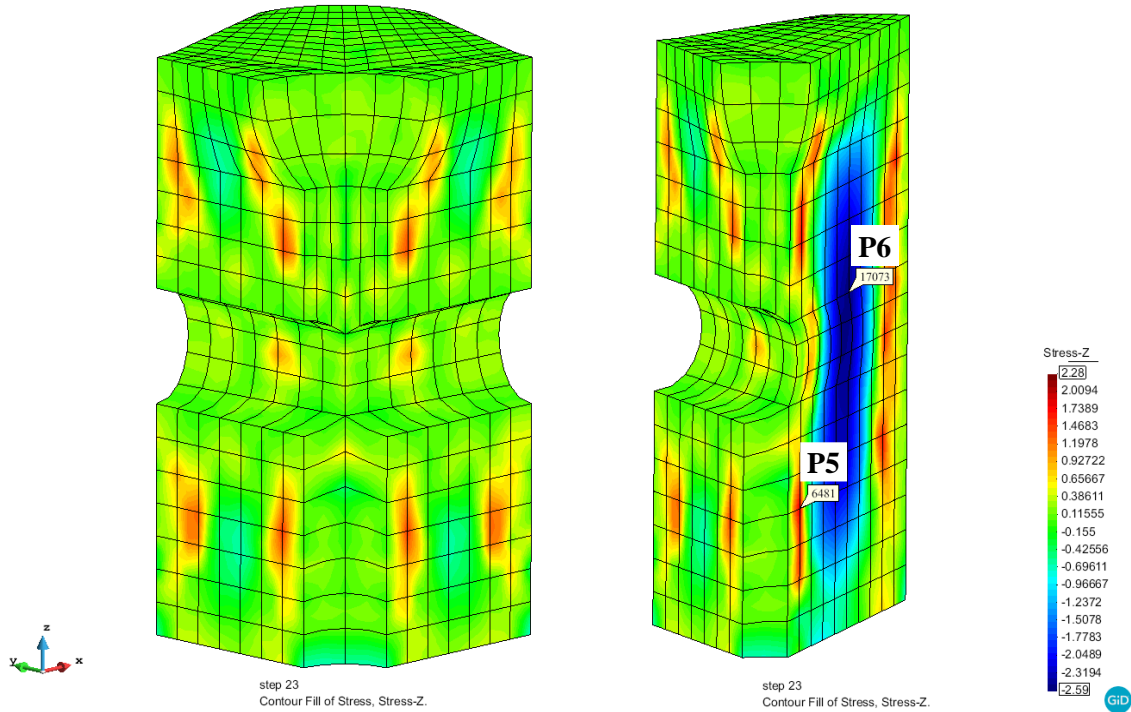 P6
17073
P5
6481
Stress-Z
2.28
2.0094
1.7389
1.4683
1.1978
0.92722
0.65667
0.38611
0.11555
-0.155
-0.42556
-0.69611
-0.96667
-1.2372
-1.5078
-1.7783
-2.0489
-2.3194
-2.59
z
y
x
step 23
Contour Fill of Stress, Stress-Z.
step 23
Contour Fill of Stress, Stress-Z.
GiD